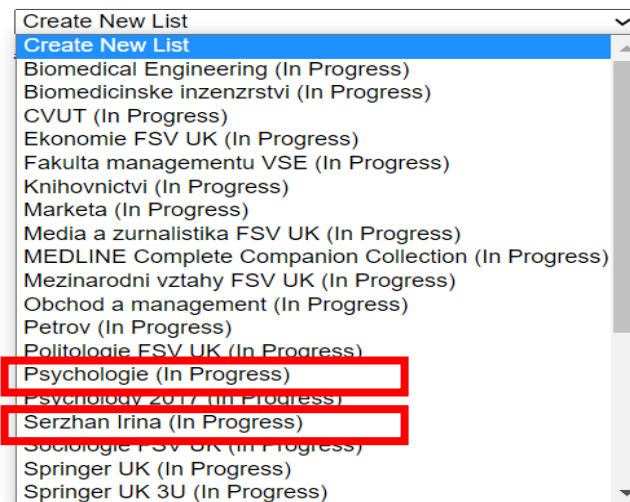 Create New List
Create New List
Biomedical Engineering (In Progress)
Biomedicinske inzenzrstvi (In Progress)
CVUT (In Progress)
Ekonomie FSV UK (In Progress)
Fakulta managementu VSE (In Progress)
Knihovnictvi (In Progress)
Marketa (In Progress)
Media a zurnalistika FSV UK (In Progress)
MEDLINE Complete Companion Collection (In Progress)
Mezinarodni vztahy FSV UK (In Progress)
Obchod a management (In Progress)
Petrov (In Progress)
Politologie FSV UK (In Progress)
Psychologie (In Progress)
Psychology 2017 (In Progress)
Serzhan Irina (In Progress)
Sociologie FSV UK (In Progress)
Springer UK (In Progress)
Springer UK 3U (In Progress)